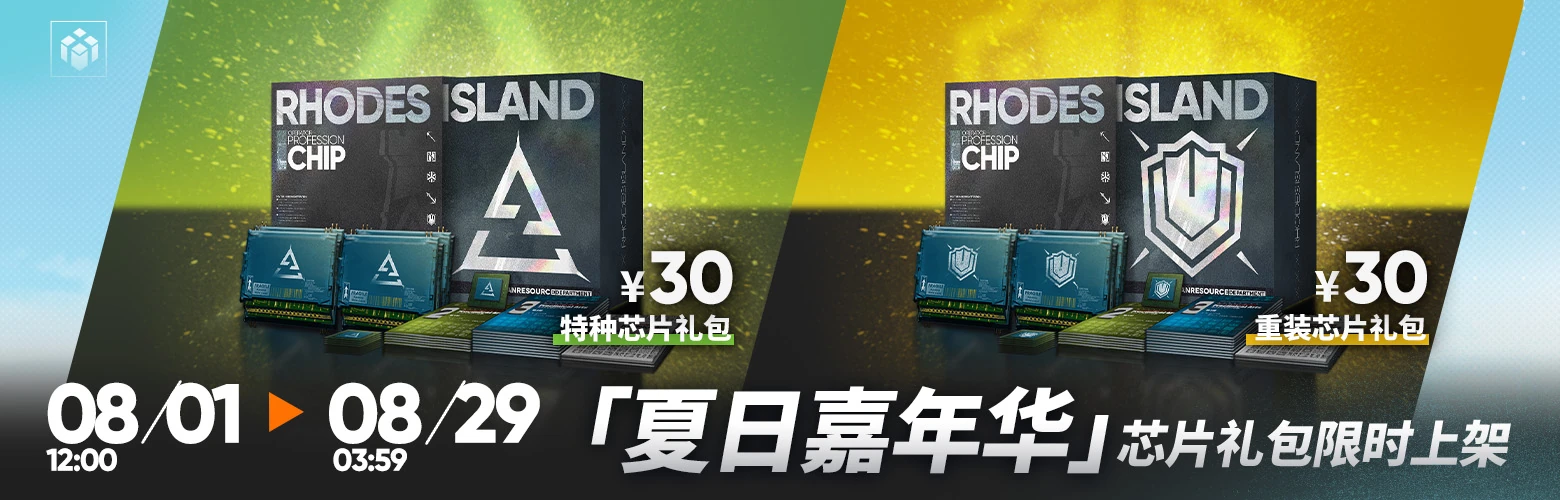 RHODES ISLAND
OPERATOR
PROFESSION
CHIP
¥30
特种芯片礼包
RHODES ISLAND
OPERATOR
PROFESSION
CHIP
¥30
重装芯片礼包
08/01 08/29
12:00 03:59
「夏日嘉年华」芯片礼包限时上架